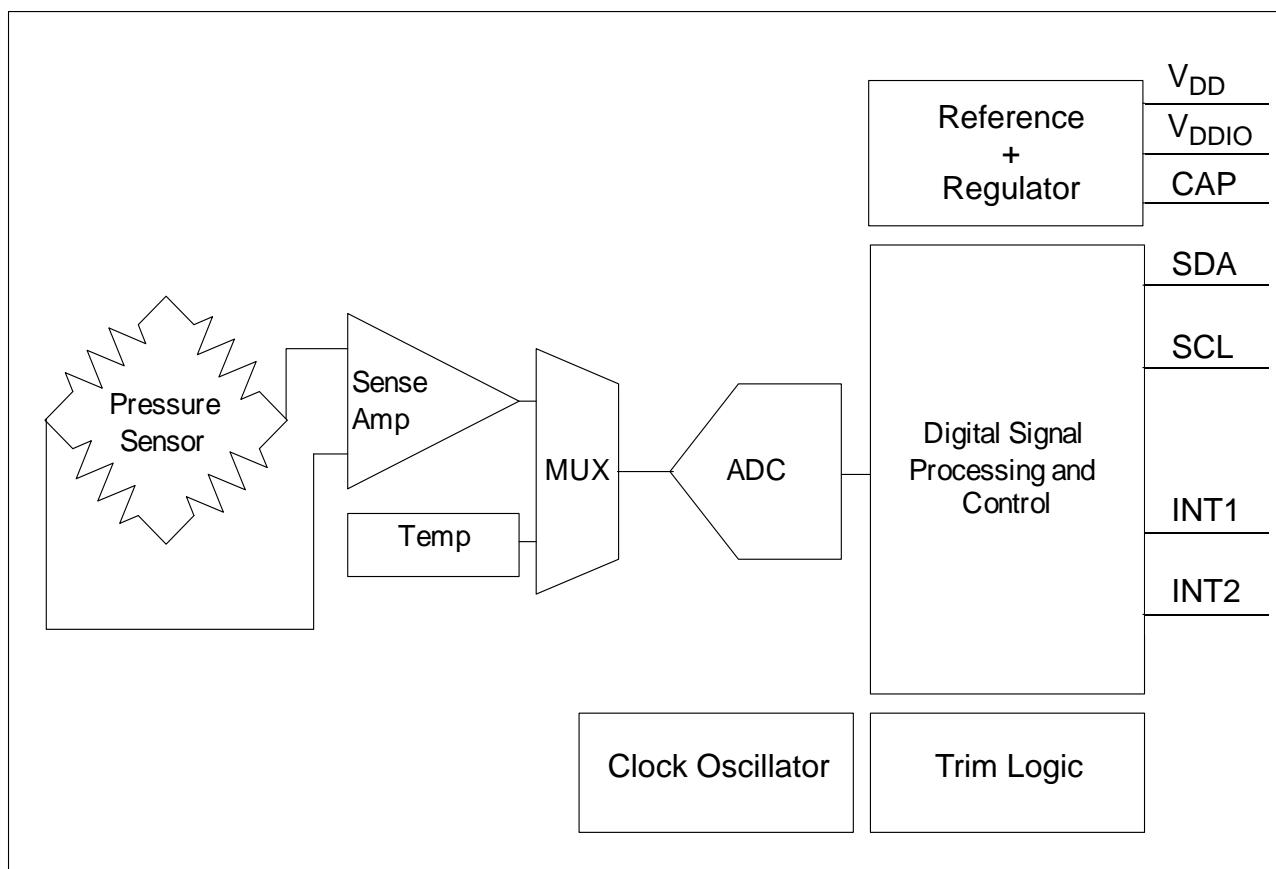 Reference
+
Regulator
VDD
VDDIO
CAP
SDA
SCL
Pressure
Sensor
Sense
Amp
MUX
ADC
Digital Signal
Processing and
Control
Temp
INT1
INT2
Clock Oscillator
Trim Logic